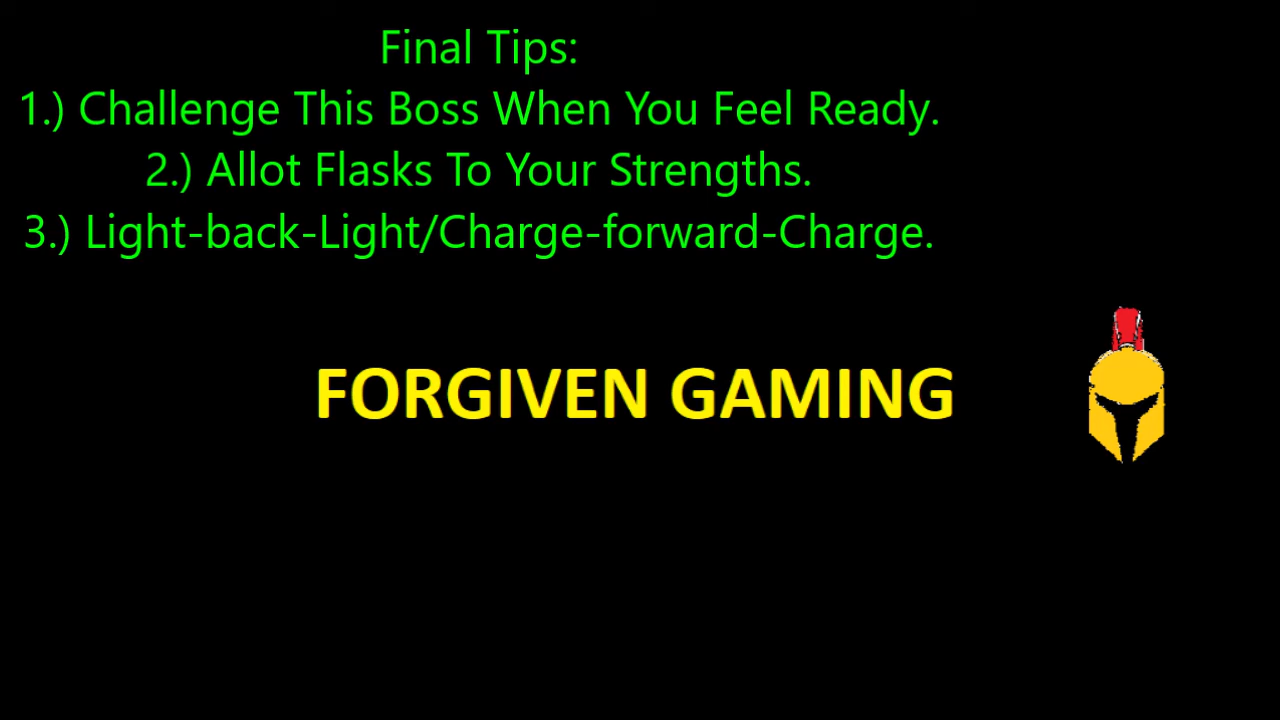 Final Tips:
1.) Challenge This Boss When You Feel Ready.
2.) Allot Flasks To Your Strengths.
3.) Light-back-Light/Charge-forward-Charge.
FORGIVEN GAMING